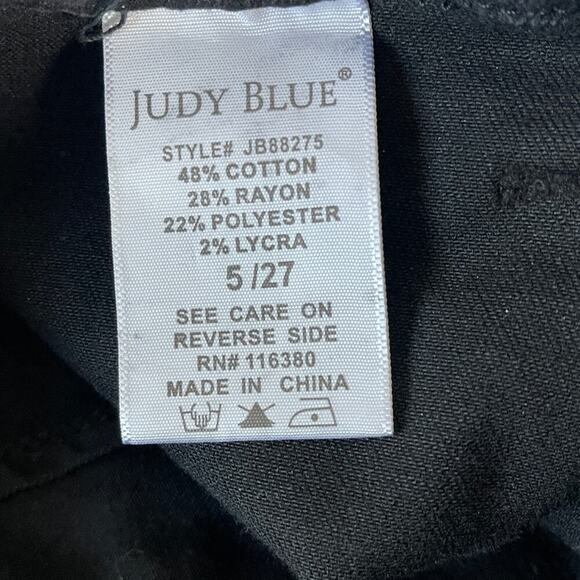 JUDY BLUE®
STYLE# JB88275
48% COTTON
28% RAYON
22% POLYESTER
2% LYCRA
5 /27
SEE CARE ON
REVERSE SIDE
RN# 116380
MADE IN CHINA